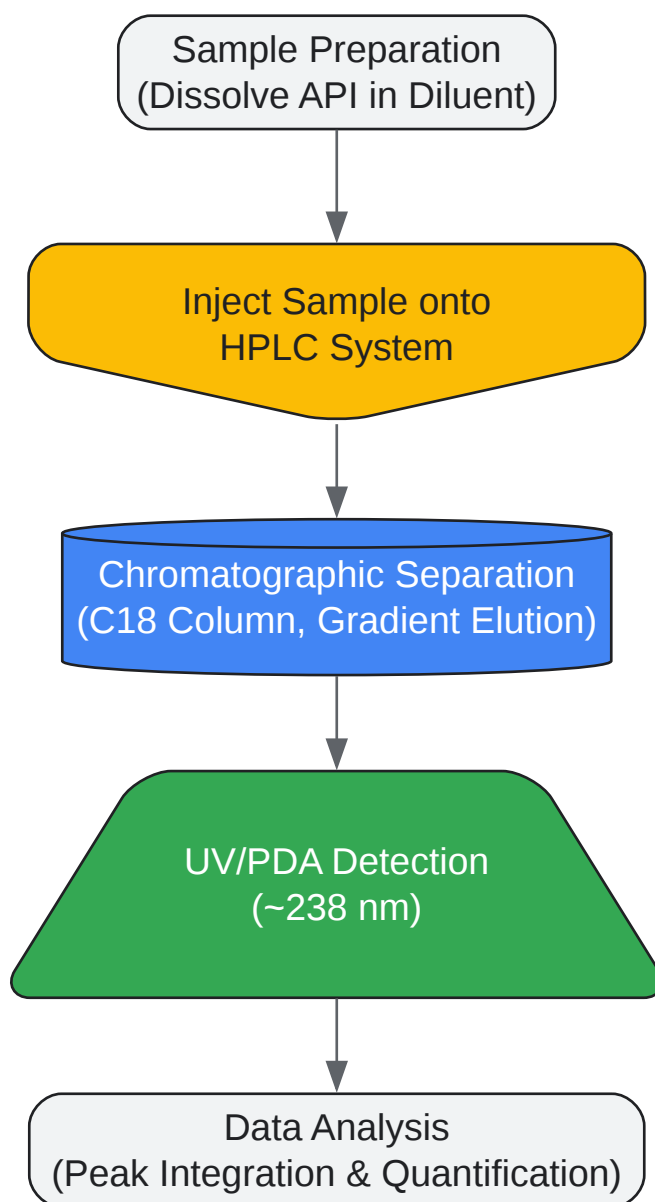 Sample Preparation
(Dissolve API in Diluent)
Inject Sample onto
HPLC System
Chromatographic Separation
(C18 Column, Gradient Elution)
UV/PDA Detection
(~238 nm)
Data Analysis
(Peak Integration & Quantification)